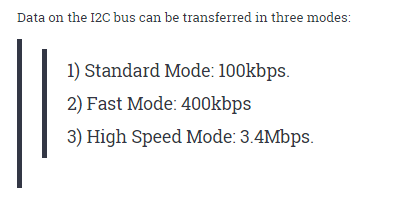 Data on the I2C bus can be transferred in three modes:
1) Standard Mode: 100kbps.
2) Fast Mode: 400kbps
3) High Speed Mode: 3.4Mbps.